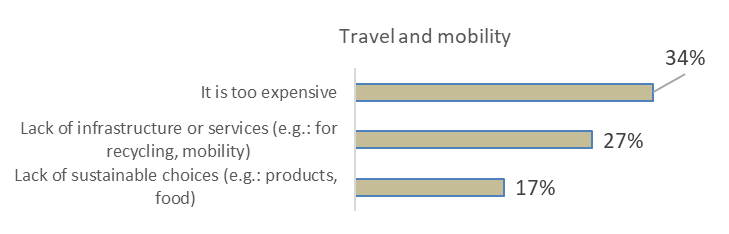 Travel and mobility
34%
It is too expensive
Lack of infrastructure or services (e.g.: for
recycling, mobility)
27%
Lack of sustainable choices (e.g.: products,
food)
17%